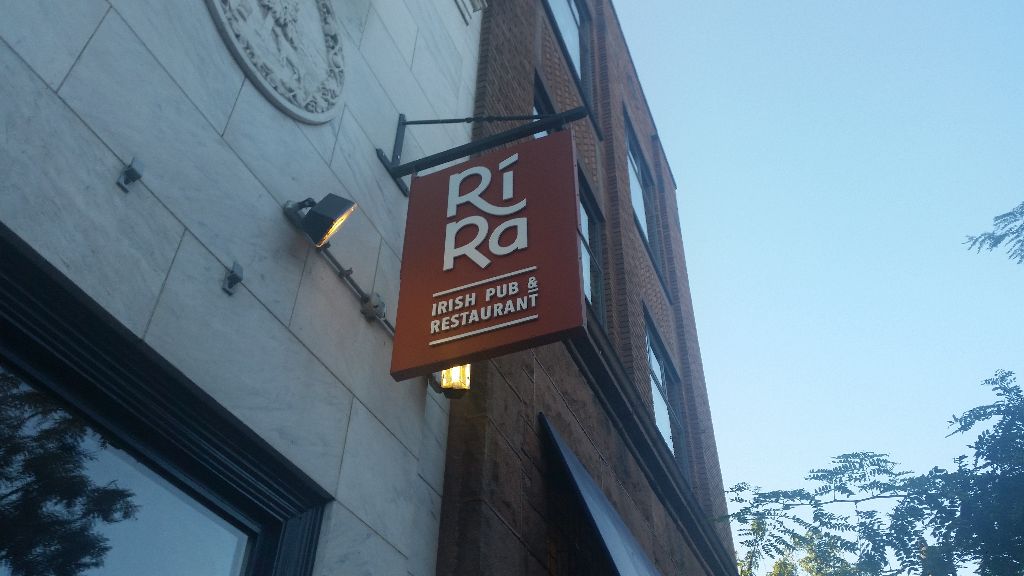 Rí
Ra
IRISH PUB &
RESTAURANT